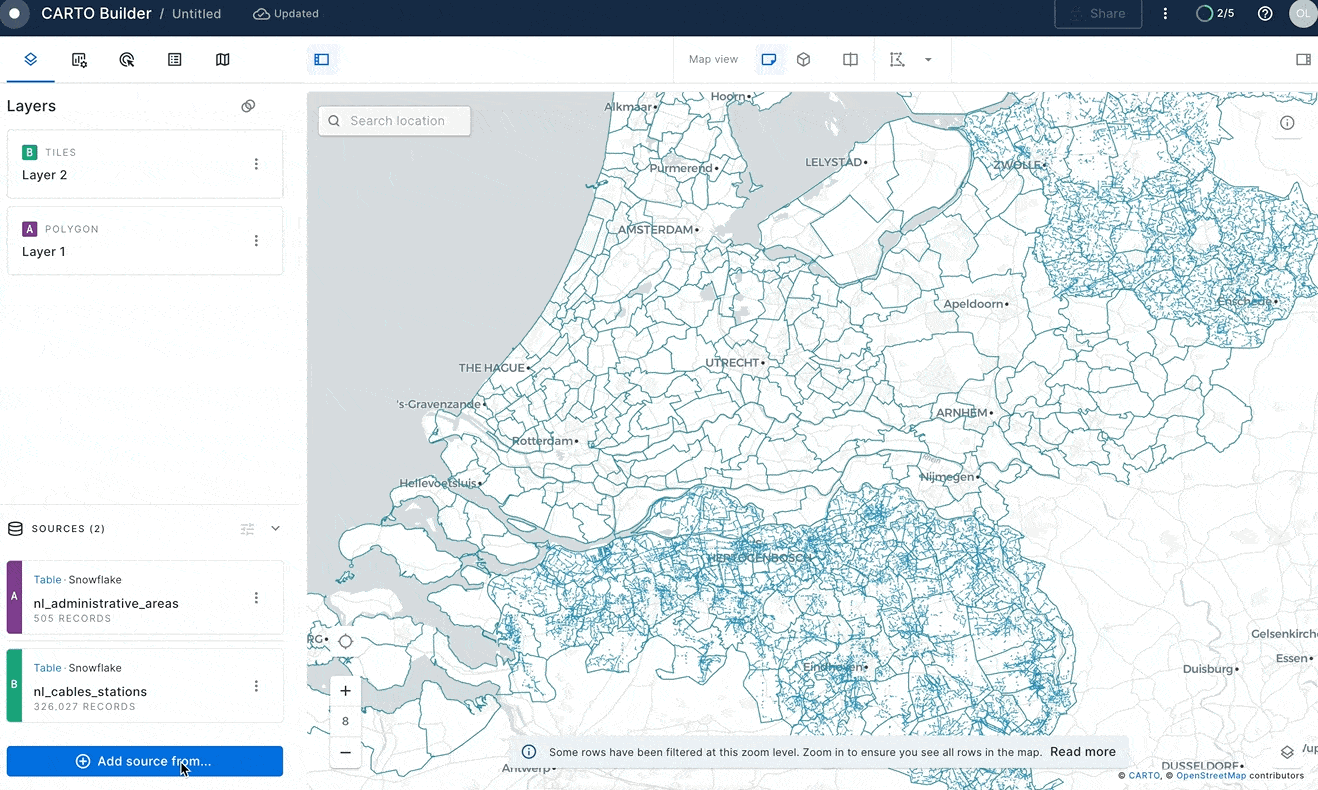 CARTO Builder / Untitled Updated Share 2/5 OL
Map view
Layers
B TILES
Layer 2
A POLYGON
Layer 1
SOURCES (2)
A
Table · Snowflake
nl_administrative_areas
505 RECORDS
B
Table · Snowflake
nl_cables_stations
326,027 RECORDS
Add source from...
Search location
Alkmaar
Hoorn
Purmerend
LELYSTAD
ZWOLLE
AMSTERDAM
Apeldoorn
Enschede
UTRECHT
THE HAGUE
's-Gravenzande
ARNHEM
Rotterdam
Nijmegen
Hellevoetsluis
HERTOGENBOSCH
RG
Eindhoven
Gelsenkirche
Essen
Duisburg
DUSSELDORF
Antwerp
+
8
−
Some rows have been filtered at this zoom level. Zoom in to ensure you see all rows in the map. Read more
© CARTO, © OpenStreetMap contributors